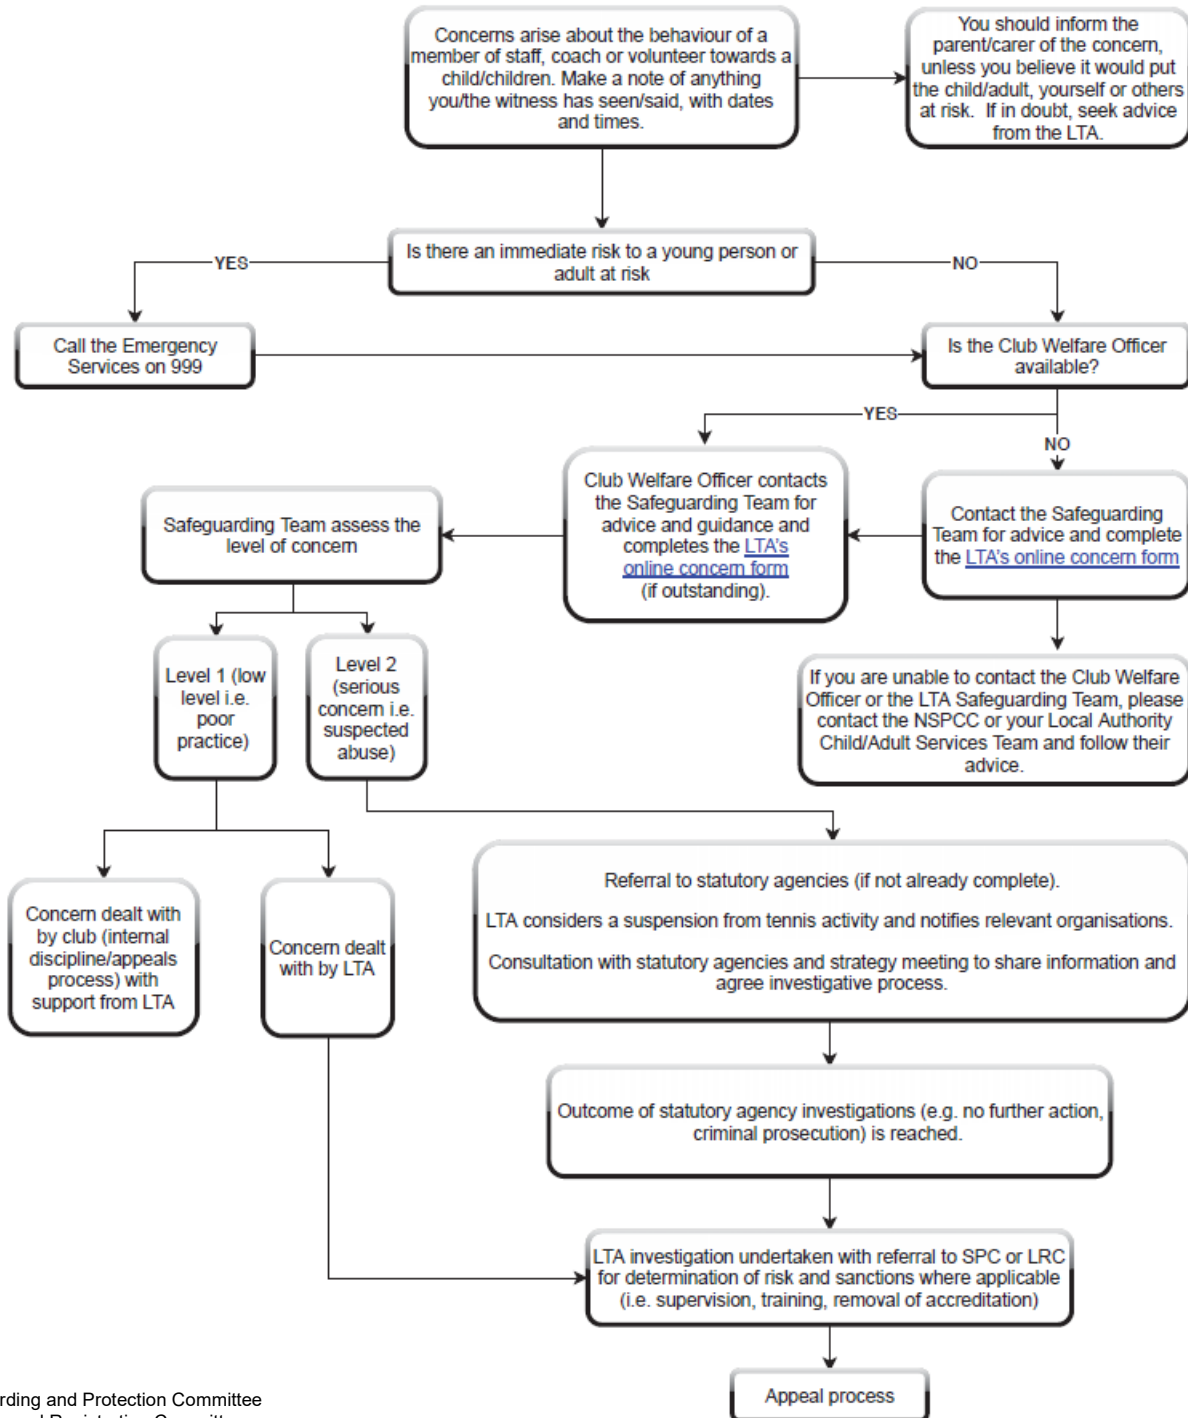 Concerns arise about the behaviour of a
member of staff, coach or volunteer towards a
child/children. Make a note of anything
you/the witness has seen/said, with dates
and times.
You should inform the
parent/carer of the concern,
unless you believe it would put
the child/adult, yourself or others
at risk. If in doubt, seek advice
from the LTA.
Is there an immediate risk to a young person or
adult at risk
YES
NO
Call the Emergency
Services on 999
Is the Club Welfare Officer
available?
YES
NO
Club Welfare Officer contacts
the Safeguarding Team for
advice and guidance and
completes the LTA's
online concern form
(if outstanding).
Contact the Safeguarding
Team for advice and complete
the LTA's online concern form
Safeguarding Team assess the
level of concern
Level 1 (low
level i.e.
poor
practice)
Level 2
(serious
concern i.e.
suspected
abuse)
If you are unable to contact the Club Welfare
Officer or the LTA Safeguarding Team, please
contact the NSPCC or your Local Authority
Child/Adult Services Team and follow their
advice.
Concern dealt with
by club (internal
discipline/appeals
process) with
support from LTA
Concern dealt
with by LTA
Referral to statutory agencies (if not already complete).
LTA considers a suspension from tennis activity and notifies relevant organisations.
Consultation with statutory agencies and strategy meeting to share information and
agree investigative process.
Outcome of statutory agency investigations (e.g. no further action,
criminal prosecution) is reached.
LTA investigation undertaken with referral to SPC or LRC
for determination of risk and sanctions where applicable
(i.e. supervision, training, removal of accreditation)
Appeal process
rding and Protection Committee